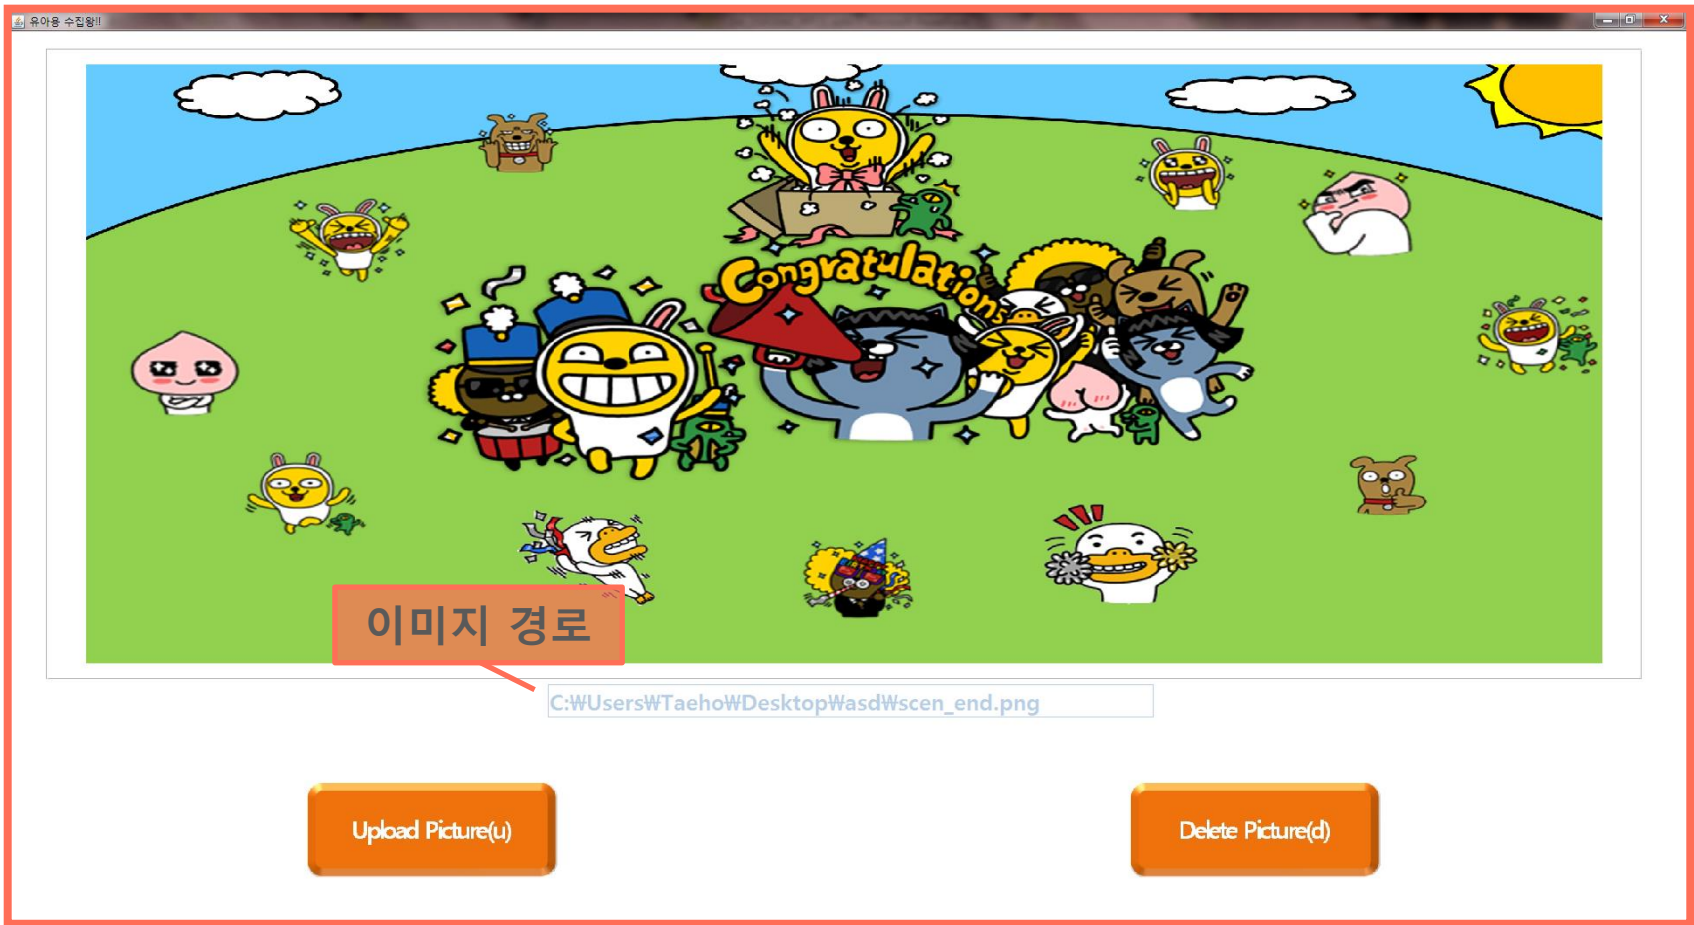 유아용 수집왕!!
Congratulations
이미지 경로
C:₩Users₩Taeho₩Desktop₩asd₩scen_end.png
Upload Picture(u)
Delete Picture(d)